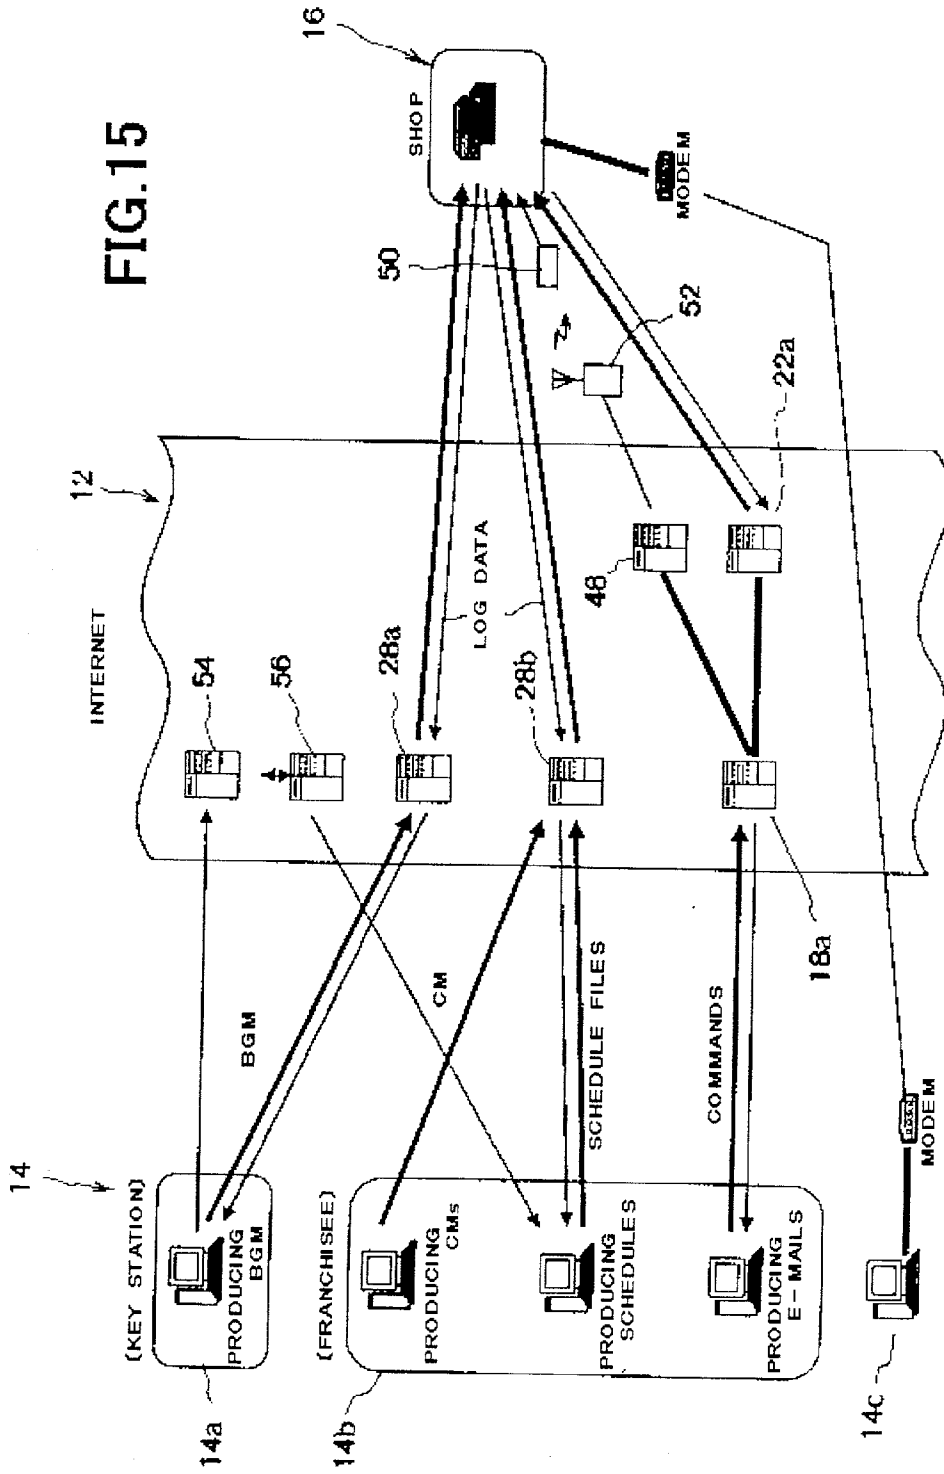 FIG.15
16
SHOP
MODEM
50
52
22a
12
INTERNET
54
56
28a
LOG DATA
28b
48
18a
BGM
CM
SCHEDULE FILES
COMMANDS
MODEM
14
(KEY STATION)
PRODUCING
BGM
14a
(FRANCHISEE)
PRODUCING
CMs
PRODUCING
SCHEDULES
PRODUCING
E-MAILS
14b
14c